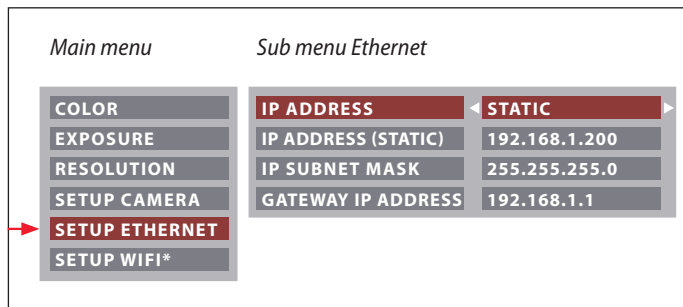 Main menu
Sub menu Ethernet
COLOR
EXPOSURE
RESOLUTION
SETUP CAMERA
SETUP ETHERNET
SETUP WIFI*
IP ADDRESS STATIC
IP ADDRESS (STATIC) 192.168.1.200
IP SUBNET MASK 255.255.255.0
GATEWAY IP ADDRESS 192.168.1.1